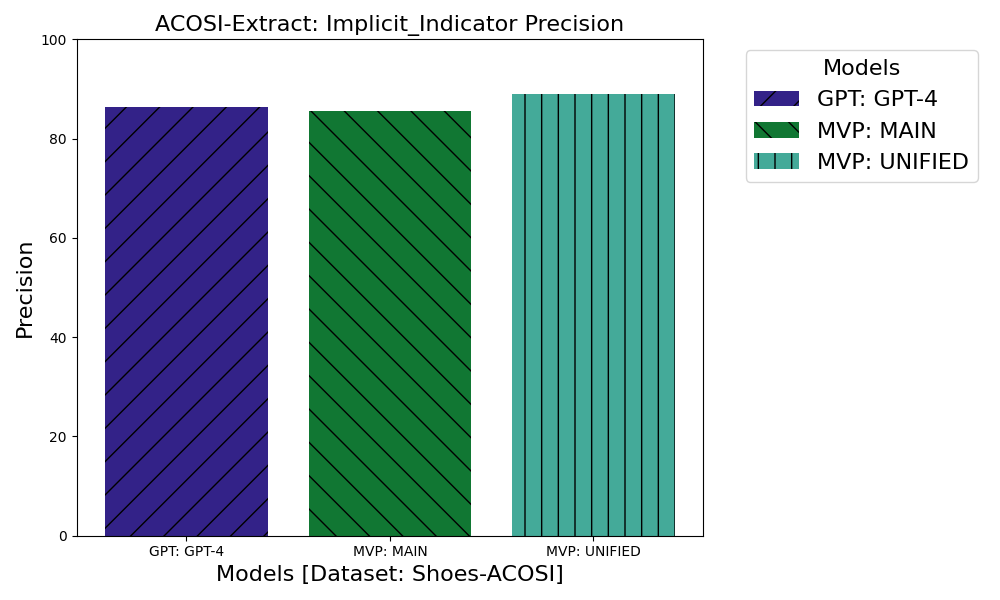 ACOSI-Extract: Implicit_Indicator Precision
100
80
60
40
20
0
Precision
GPT: GPT-4
MVP: MAIN
MVP: UNIFIED
Models [Dataset: Shoes-ACOSI]
Models
GPT: GPT-4
MVP: MAIN
MVP: UNIFIED